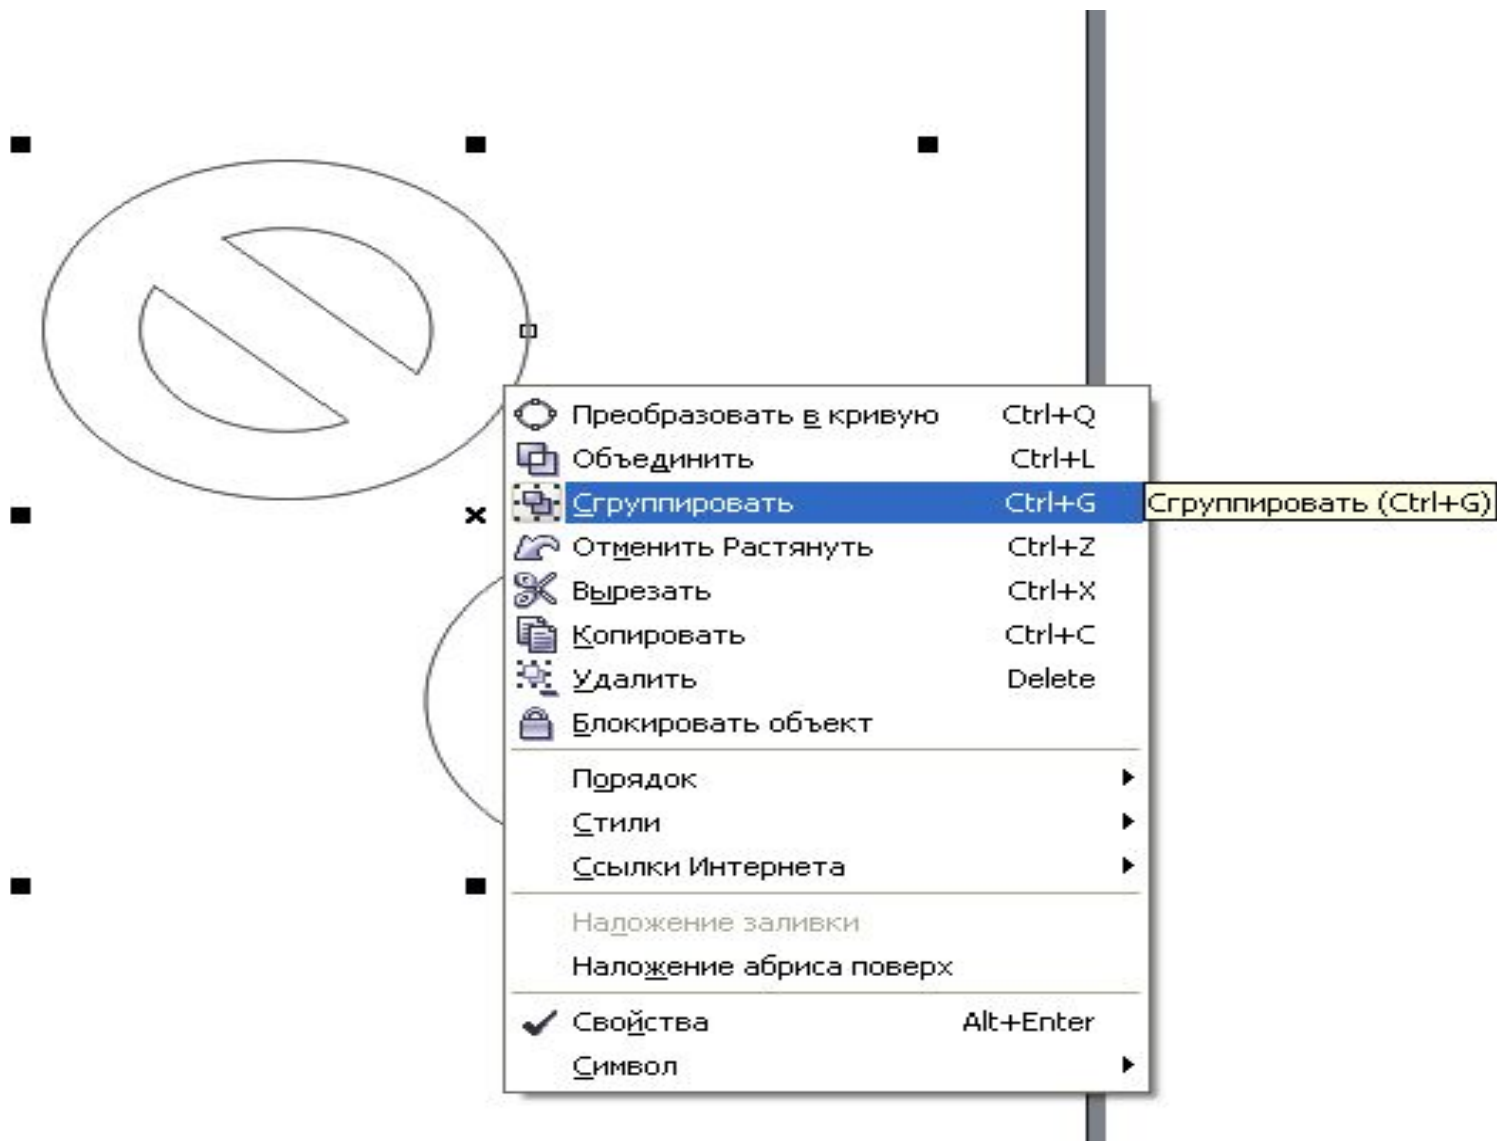 Преобразовать в кривую Ctrl+Q
Объединить Ctrl+L
Сгруппировать Ctrl+G
Сгруппировать (Ctrl+G)
Отменить Растянуть Ctrl+Z
Вырезать Ctrl+X
Копировать Ctrl+C
Удалить Delete
Блокировать объект
Порядок
Стили
Ссылки Интернета
Наложение заливки
Наложение абриса поверх
Свойства Alt+Enter
Символ